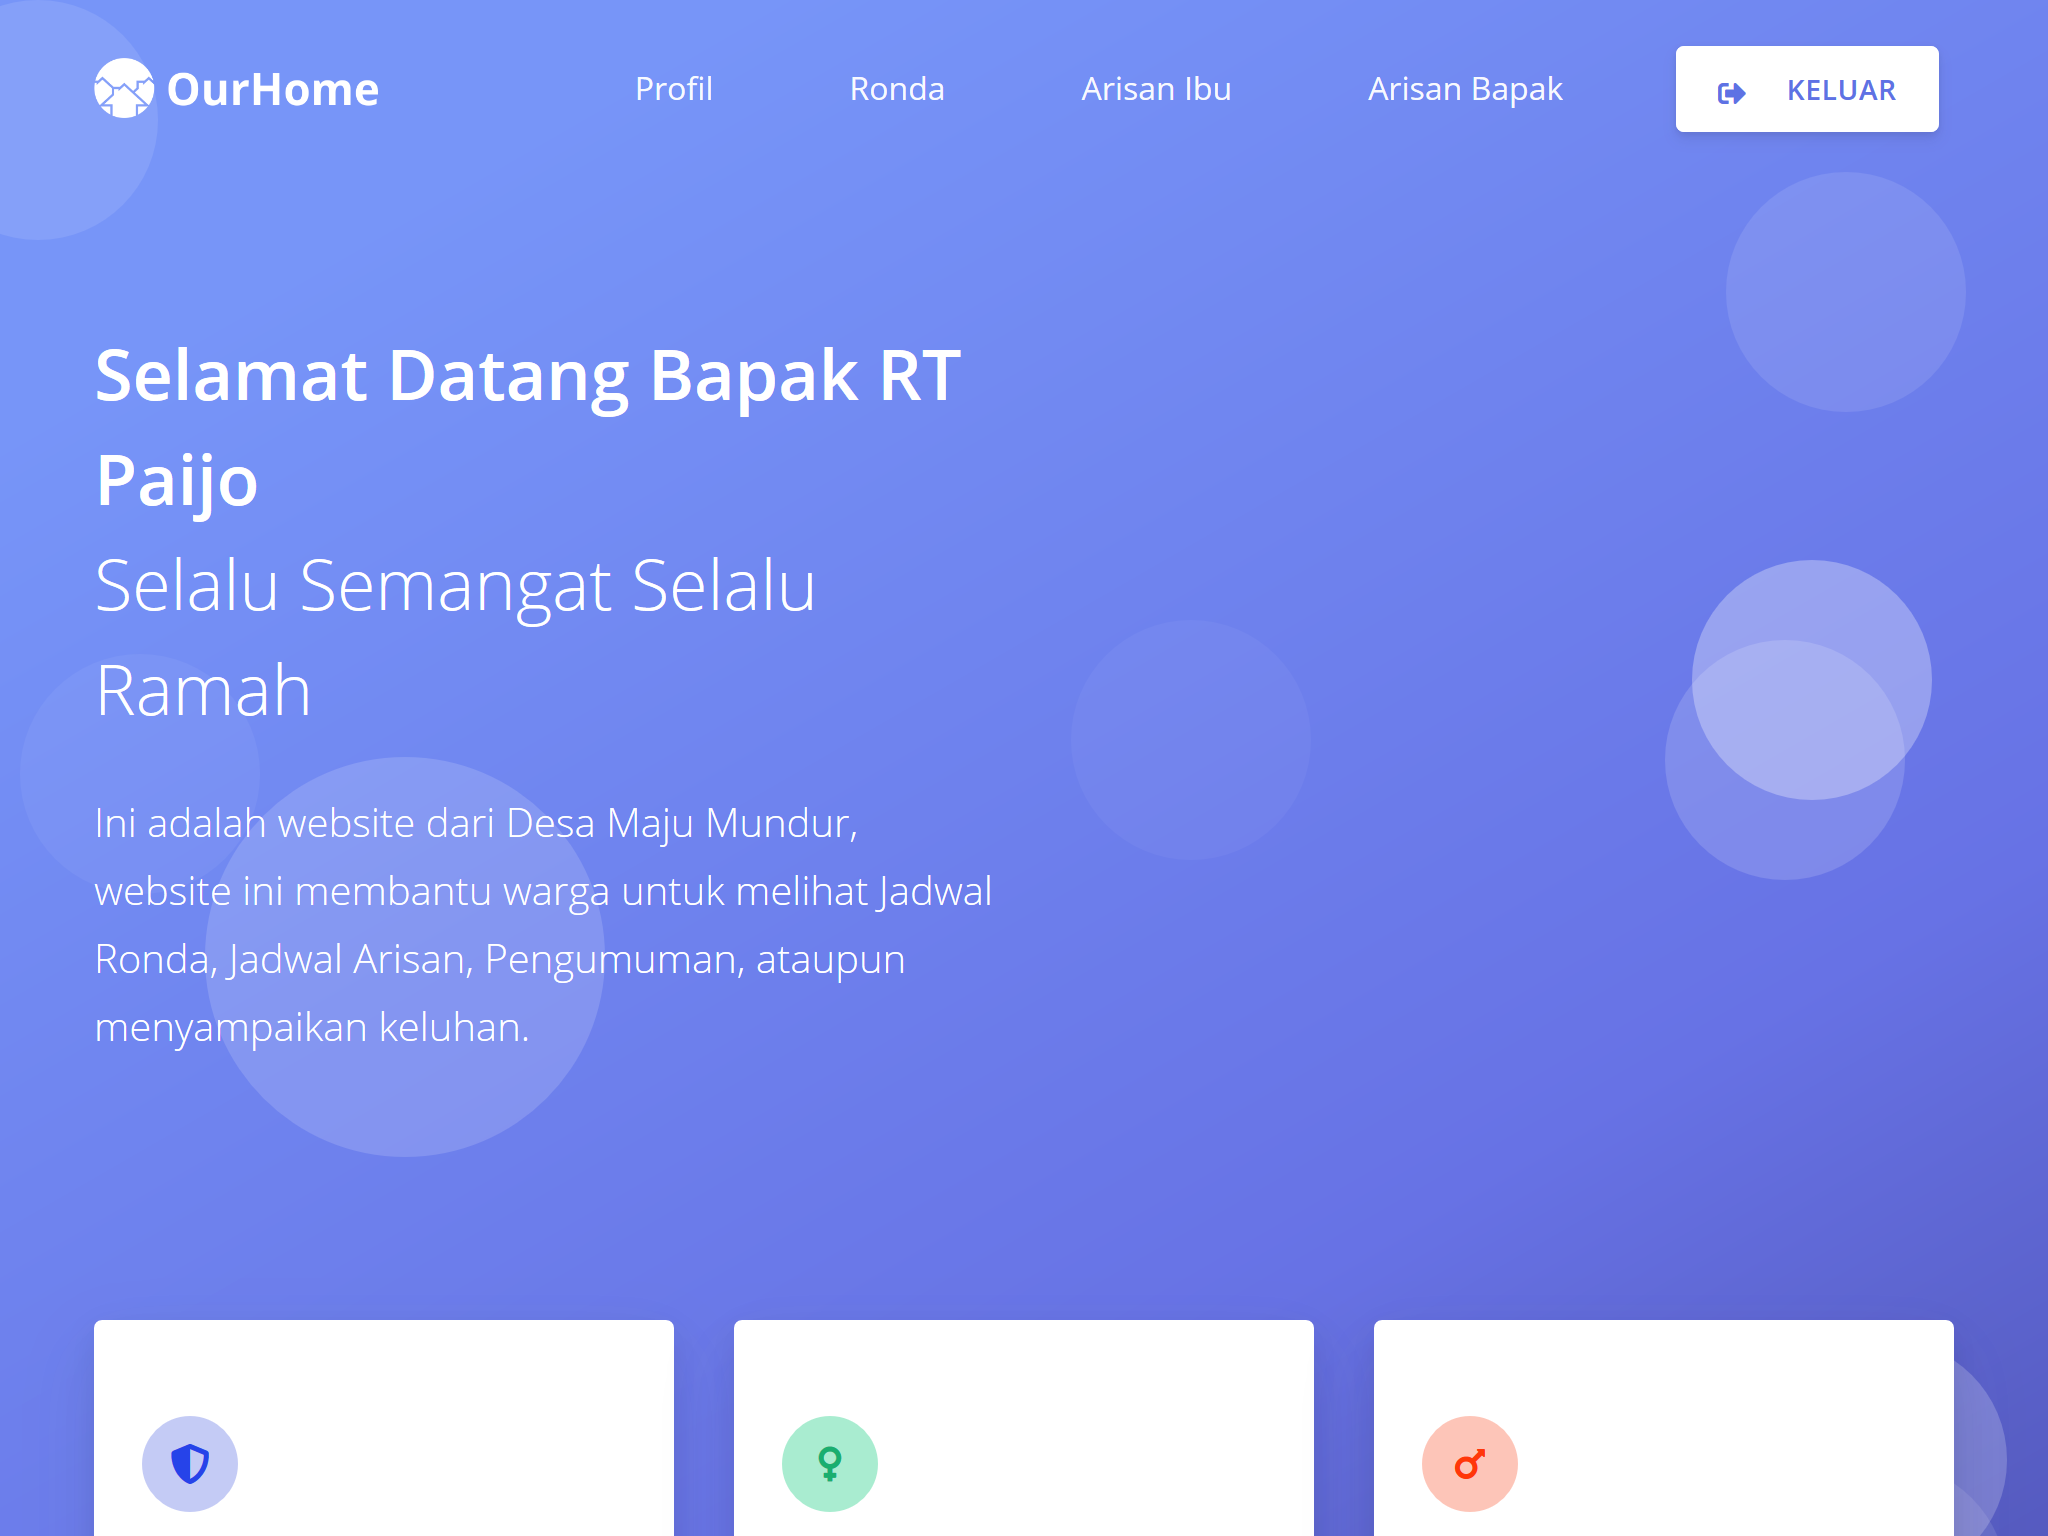 OurHome
Profil
Ronda
Arisan Ibu
Arisan Bapak
KELUAR
Selamat Datang Bapak RT
Paijo
Selalu Semangat Selalu
Ramah
Ini adalah website dari Desa Maju Mundur,
website ini membantu warga untuk melihat Jadwal
Ronda, Jadwal Arisan, Pengumuman, ataupun
menyampaikan keluhan.